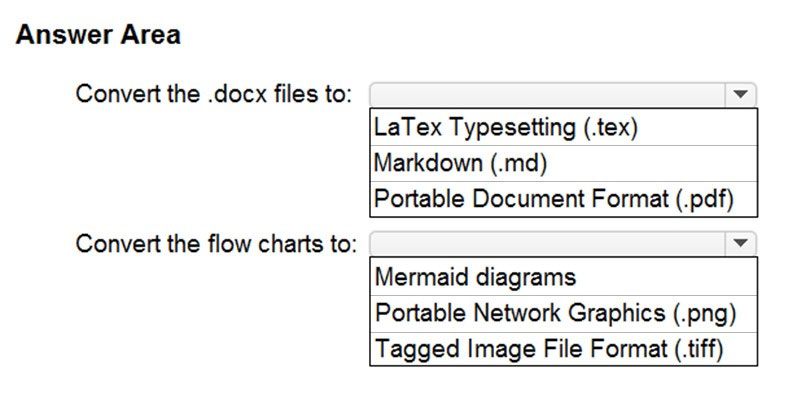 Answer Area
Convert the .docx files to:
LaTex Typesetting (.tex)
Markdown (.md)
Portable Document Format (.pdf)
Convert the flow charts to:
Mermaid diagrams
Portable Network Graphics (.png)
Tagged Image File Format (.tiff)